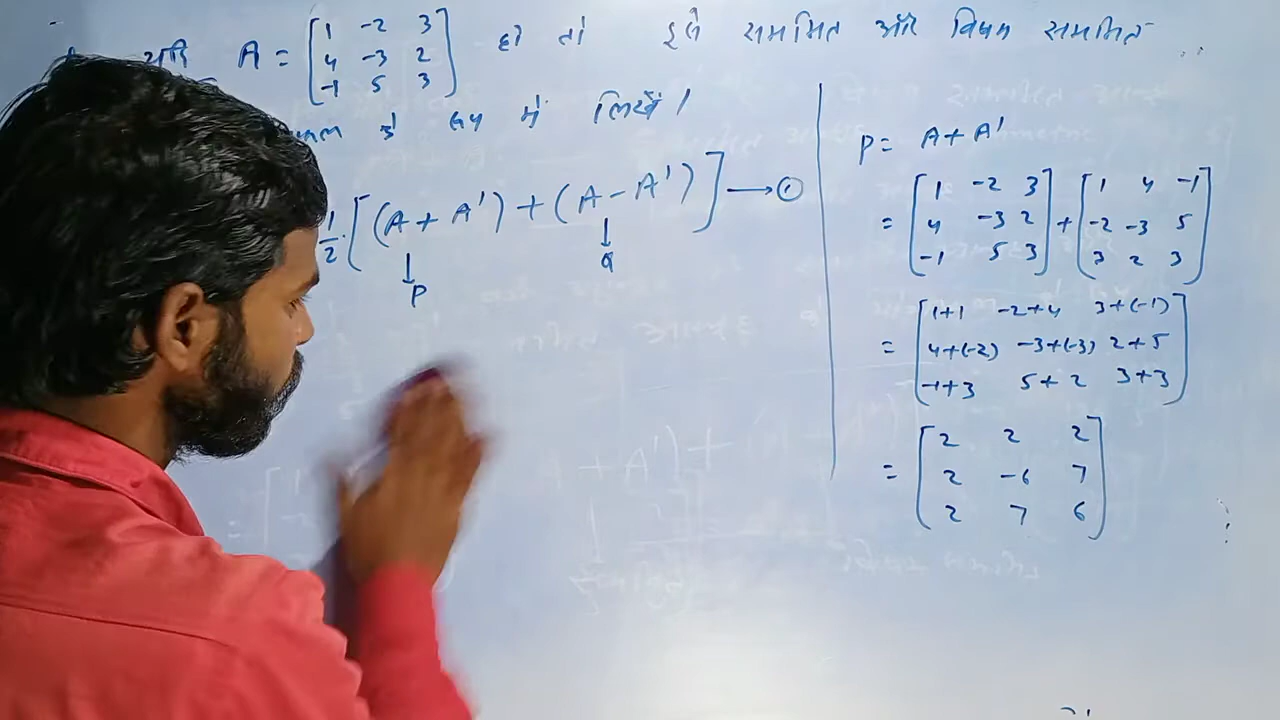 यदि A = [1 -2 3
4 -3 2
-1 5 3] हो तो इसे सममित और विषम सममित
के रूप में लिखें।
1/2·[(A + A') + (A - A')] → ①
↓ ↓
P Q
P = A + A'
= [1 -2 3 + [1 4 -1
4 -3 2 -2 -3 5
-1 5 3] 3 2 3]
= [1+1 -2+4 3+(-1)
4+(-2) -3+(-3) 2+5
-1+3 5+2 3+3]
= [2 2 2
2 -6 7
2 7 6]